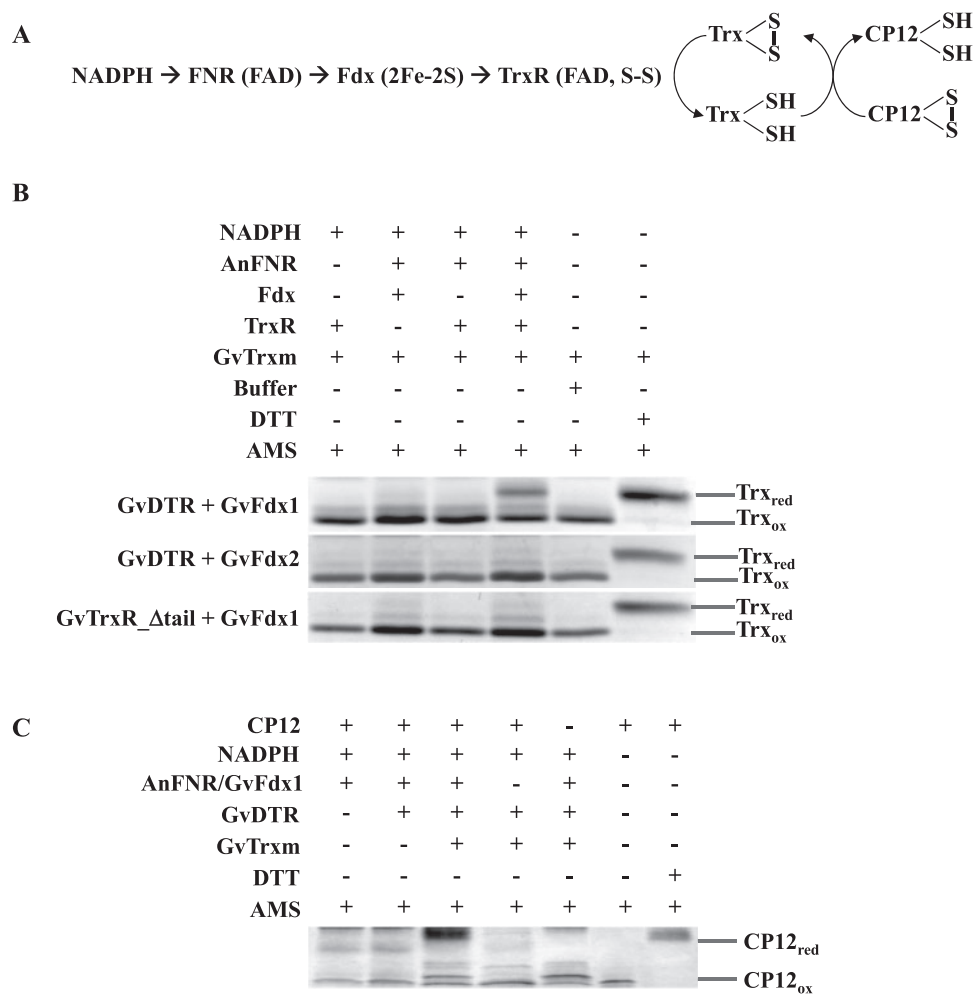 A
Trx S S
CP12 SH SH
NADPH → FNR (FAD) → Fdx (2Fe-2S) → TrxR (FAD, S-S)
Trx SH SH
CP12 S S
B
NADPH + + + + - -
AnFNR - + + + - -
Fdx - + - + - -
TrxR + - + + - -
GvTrxm + + + + + +
Buffer - - - - + -
DTT - - - - - +
AMS + + + + + +
GvDTR + GvFdx1
Trxred
Trxox
GvDTR + GvFdx2
Trxred
Trxox
GvTrxR_Δtail + GvFdx1
Trxred
Trxox
C
CP12 + + + + - + +
NADPH + + + + + - -
AnFNR/GvFdx1 + + + - + - -
GvDTR - + + + + - -
GvTrxm - - + + + - -
DTT - - - - - - +
AMS + + + + + + +
CP12red
CP12ox